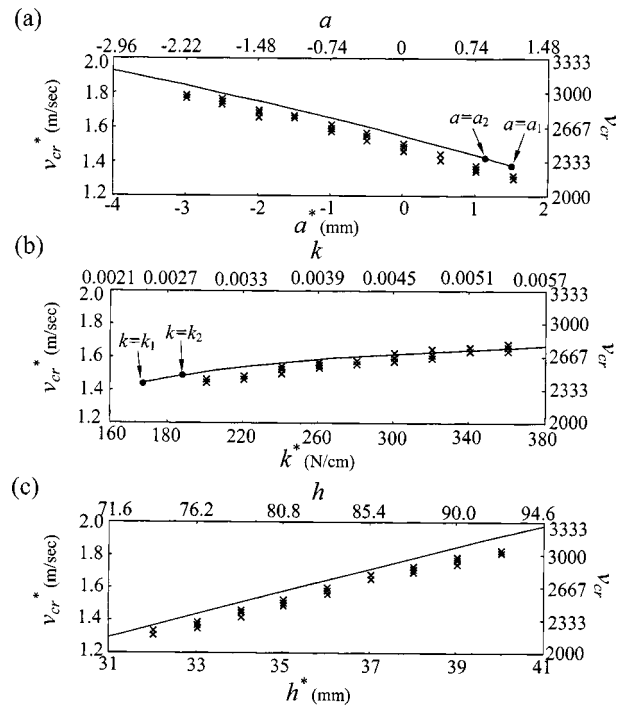 (a)
a
-2.96 -2.22 -1.48 -0.74 0 0.74 1.48
2.0 3333
1.8 3000
1.6 2667
1.4 2333
1.2 2000
v_cr* (m/sec)
v_cr
a=a₂ a=a₁
-4 -3 -2 -1 0 1 2
a* (mm)
(b)
k
0.0021 0.0027 0.0033 0.0039 0.0045 0.0051 0.0057
2.0 3333
1.8 3000
1.6 2667
1.4 2333
1.2 2000
v_cr* (m/sec)
v_cr
k=k₁ k=k₂
160 220 260 300 340 380
k* (N/cm)
(c)
h
71.6 76.2 80.8 85.4 90.0 94.6
2.0 3333
1.8 3000
1.6 2667
1.4 2333
1.2 2000
v_cr* (m/sec)
v_cr
31 33 35 37 39 41
h* (mm)